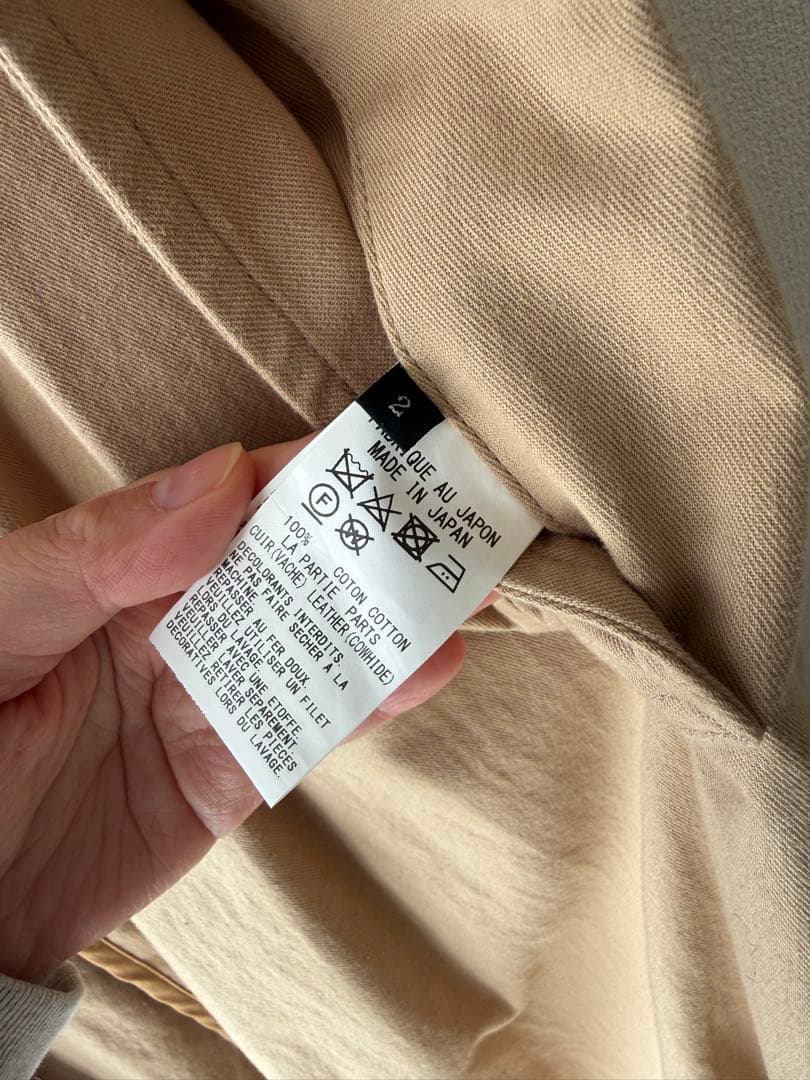 2
FABRIQUE AU JAPON
MADE IN JAPAN
F W
100% COTON COTTON
LA PARTIE PARTS
CUIR(VACHE) LEATHER(COWHIDE)
DECOLORANTS INTERDITS.
NE PAS FAIRE SECHER A LA
MACHINE.
REPASSER AU FER DOUX.
VEUILLEZ UTILISER UN FILET
LORS DU LAVAGE.
REPASSER AVEC UNE ETOFFE.
VEUILLER LAVER SEPAREMENT.
VEUILLEZ RETIRER LES PIECES
DECORATIVES LORS DU LAVAGE.